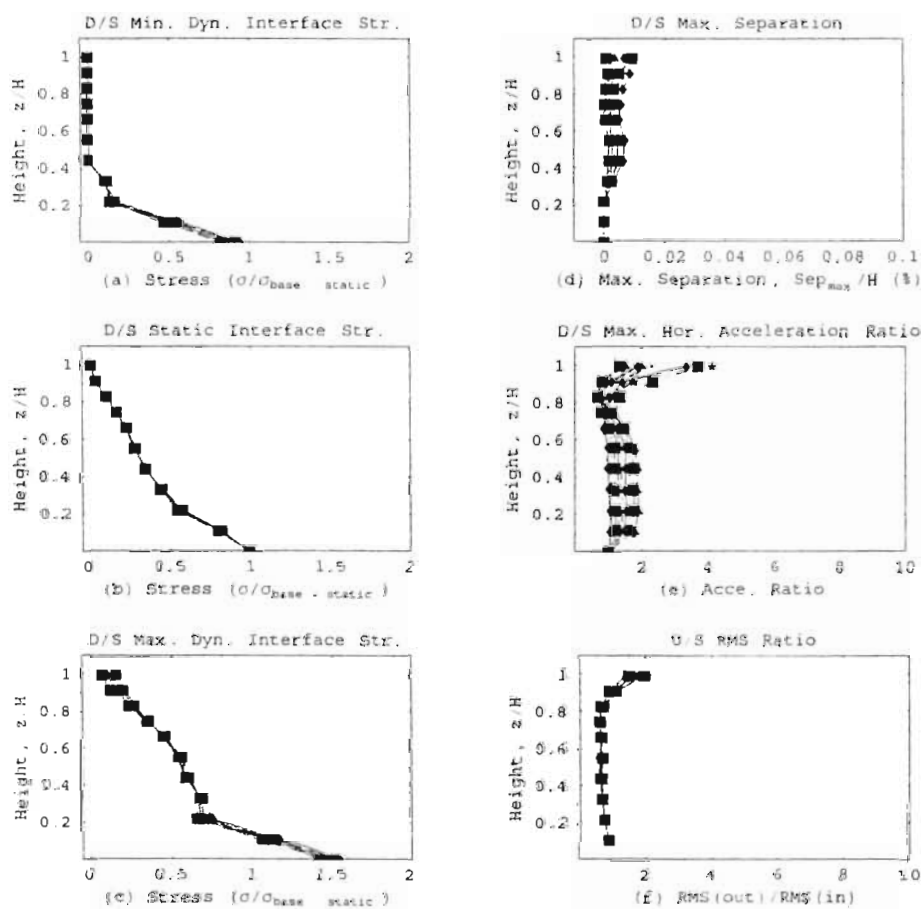 D/S Min. Dyn. Interface Str.
Height, z/H
1
0.8
0.6
0.4
0.2
0 0.5 1 1.5 2
(a) Stress (σ/σbase static)
D/S Static Interface Str.
Height, z/H
1
0.8
0.6
0.4
0.2
0 0.5 1 1.5 2
(b) Stress (σ/σbase - static)
D/S Max. Dyn. Interface Str.
Height, z.H
1
0.8
0.6
0.4
0.2
0 0.5 1 1.5 2
(c) Stress (σ/σbase static)
D/S Max. Separation
Height, z/H
1
0.8
0.6
0.4
0.2
0 0.02 0.04 0.06 0.08 0.1
(d) Max. Separation, Sepmax/H (%)
D/S Max. Hor. Acceleration Ratio
Height, z/H
1
0.8
0.6
0.4
0.2
2 4 6 8 10
(e) Acce. Ratio
U/S RMS Ratio
Height, z/H
1
0.8
0.6
0.4
0.2
2 4 6 8 10
(f) RMS(out)/RMS(in)